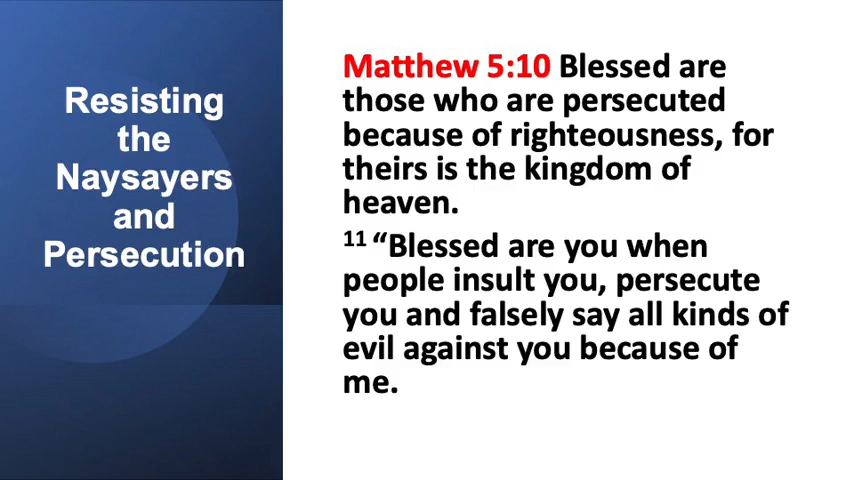 Resisting
the
Naysayers
and
Persecution
Matthew 5:10 Blessed are
those who are persecuted
because of righteousness, for
theirs is the kingdom of
heaven.
11 “Blessed are you when
people insult you, persecute
you and falsely say all kinds of
evil against you because of
me.